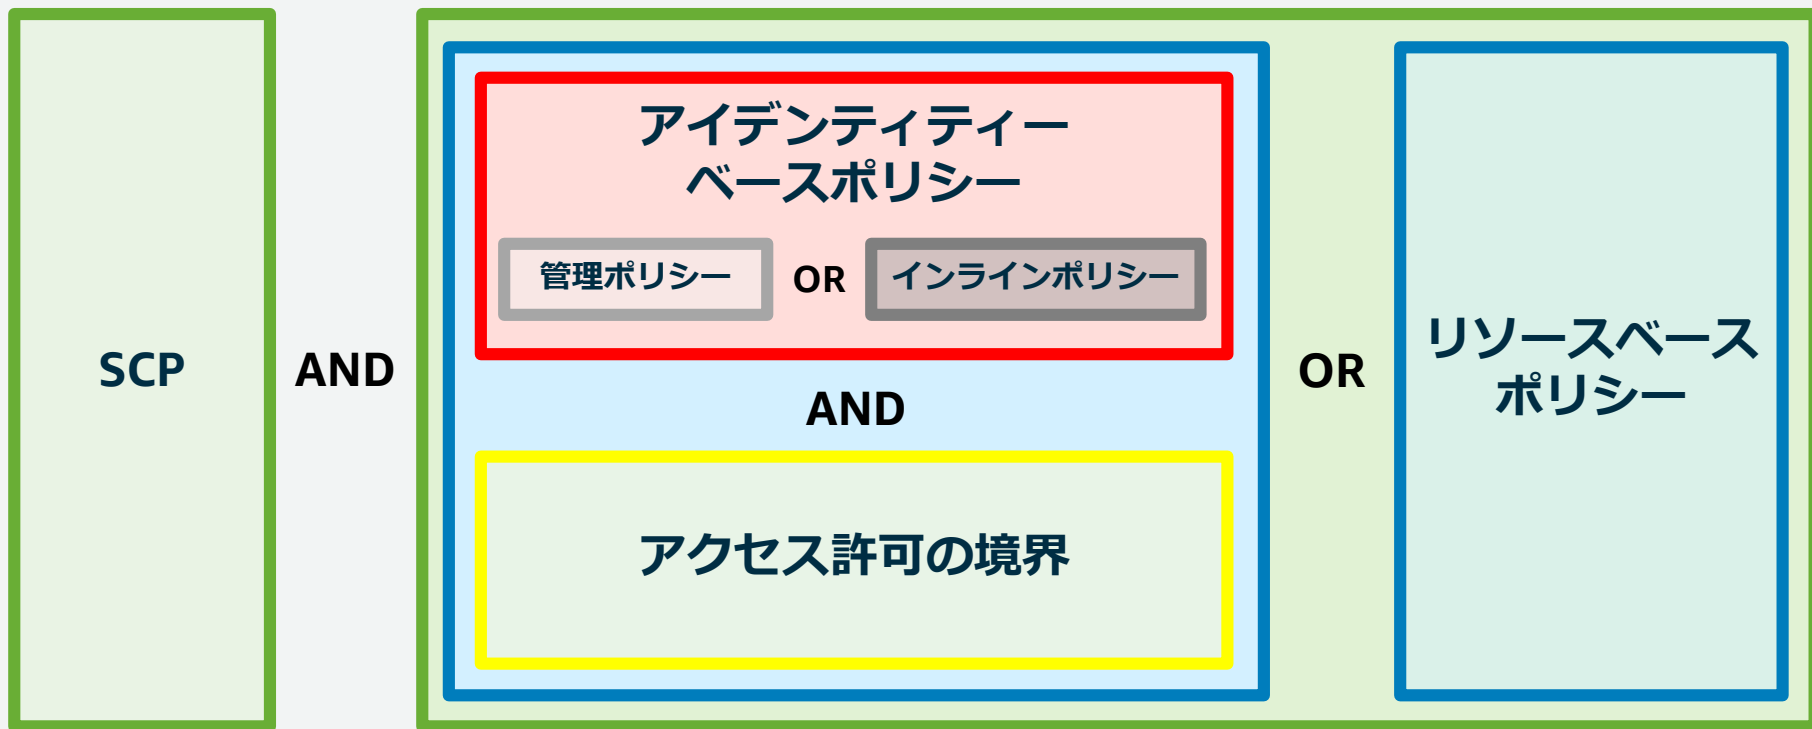 SCP
AND
アイデンティティー
ベースポリシー
管理ポリシー
OR
インラインポリシー
AND
アクセス許可の境界
OR
リソースベース
ポリシー